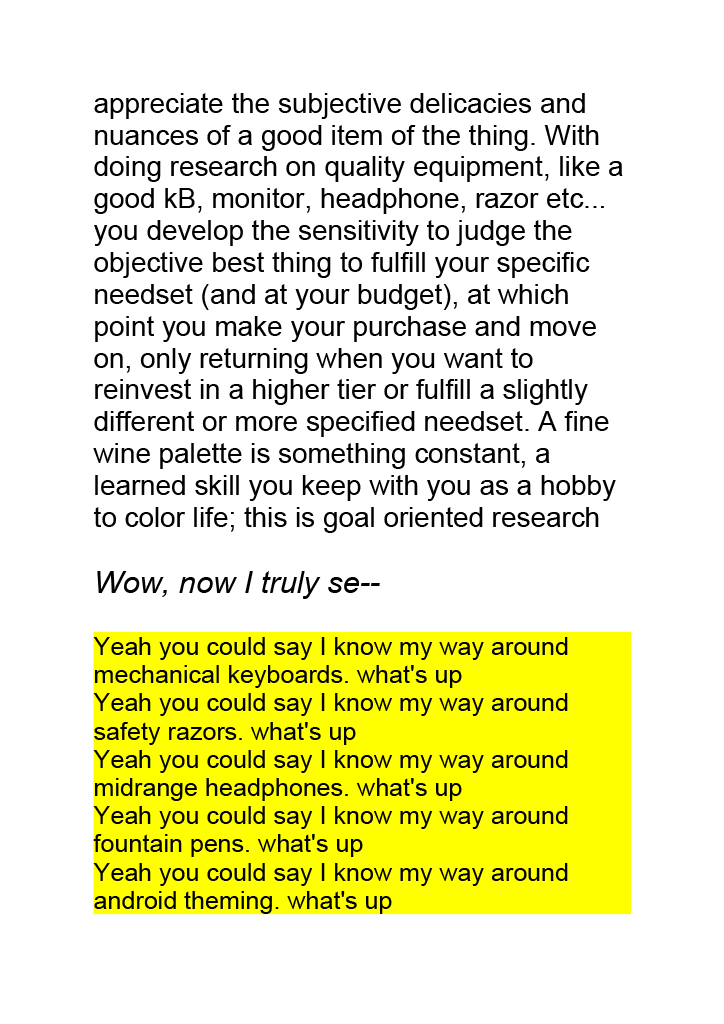 appreciate the subjective delicacies and
nuances of a good item of the thing. With
doing research on quality equipment, like a
good kB, monitor, headphone, razor etc...
you develop the sensitivity to judge the
objective best thing to fulfill your specific
needset (and at your budget), at which
point you make your purchase and move
on, only returning when you want to
reinvest in a higher tier or fulfill a slightly
different or more specified needset. A fine
wine palette is something constant, a
learned skill you keep with you as a hobby
to color life; this is goal oriented research
Wow, now I truly se--
Yeah you could say I know my way around
mechanical keyboards. what's up
Yeah you could say I know my way around
safety razors. what's up
Yeah you could say I know my way around
midrange headphones. what's up
Yeah you could say I know my way around
fountain pens. what's up
Yeah you could say I know my way around
android theming. what's up